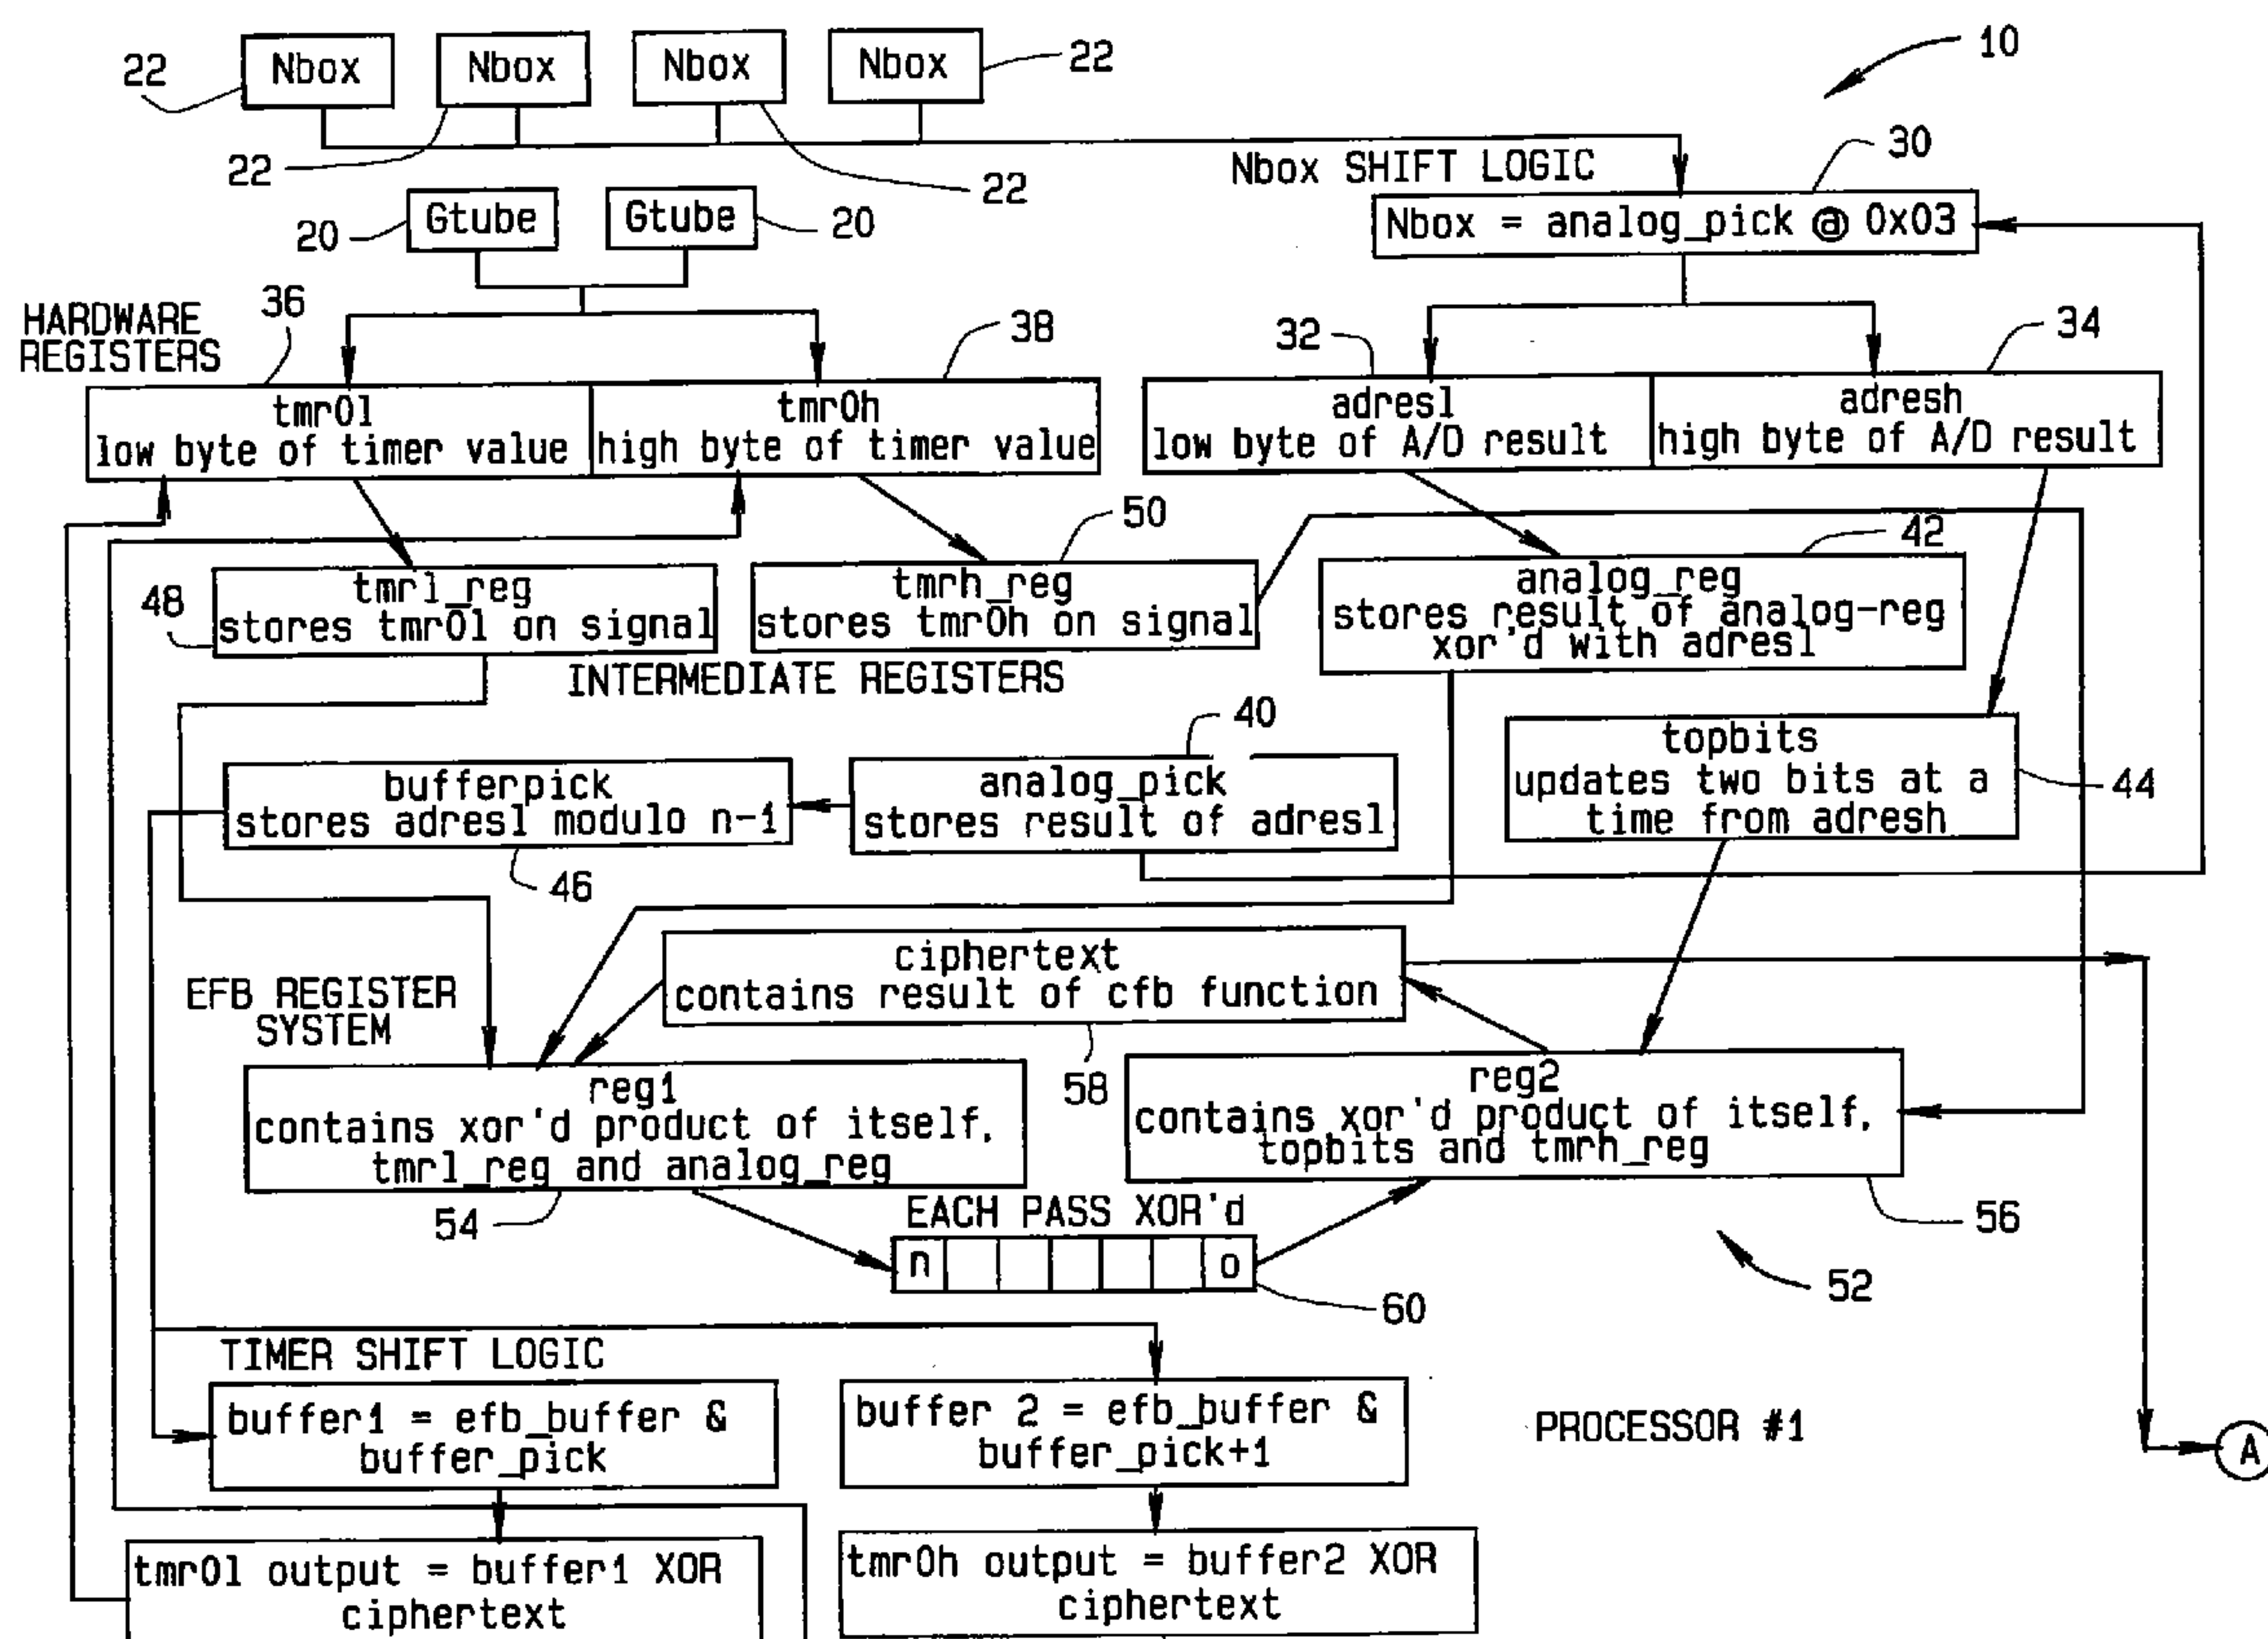 10
22
Nbox
Nbox
Nbox
Nbox
22
22
22
Nbox SHIFT LOGIC
30
Nbox = analog_pick @ 0x03
20
Gtube
Gtube
20
HARDWARE
REGISTERS
36
38
32
34
tmr0l
low byte of timer value
tmr0h
high byte of timer value
adresl
low byte of A/D result
adresh
high byte of A/D result
50
42
48
tmrl_reg
stores tmr0l on signal
tmrh_reg
stores tmr0h on signal
analog_reg
stores result of analog-reg
xor'd with adresl
INTERMEDIATE REGISTERS
40
bufferpick
stores adresl modulo n-1
analog_pick
stores result of adresl
topbits
updates two bits at a
time from adresh
44
46
ciphertext
contains result of cfb function
EFB REGISTER
SYSTEM
58
reg1
contains xor'd product of itself,
tmrl_reg and analog_reg
reg2
contains xor'd product of itself,
topbits and tmrh_reg
54
EACH PASS XOR'd
56
n
o
60
52
TIMER SHIFT LOGIC
buffer1 = efb_buffer &
buffer_pick
buffer 2 = efb_buffer &
buffer_pick+1
PROCESSOR #1
A
tmr0l output = buffer1 XOR
ciphertext
tmr0h output = buffer2 XOR
ciphertext